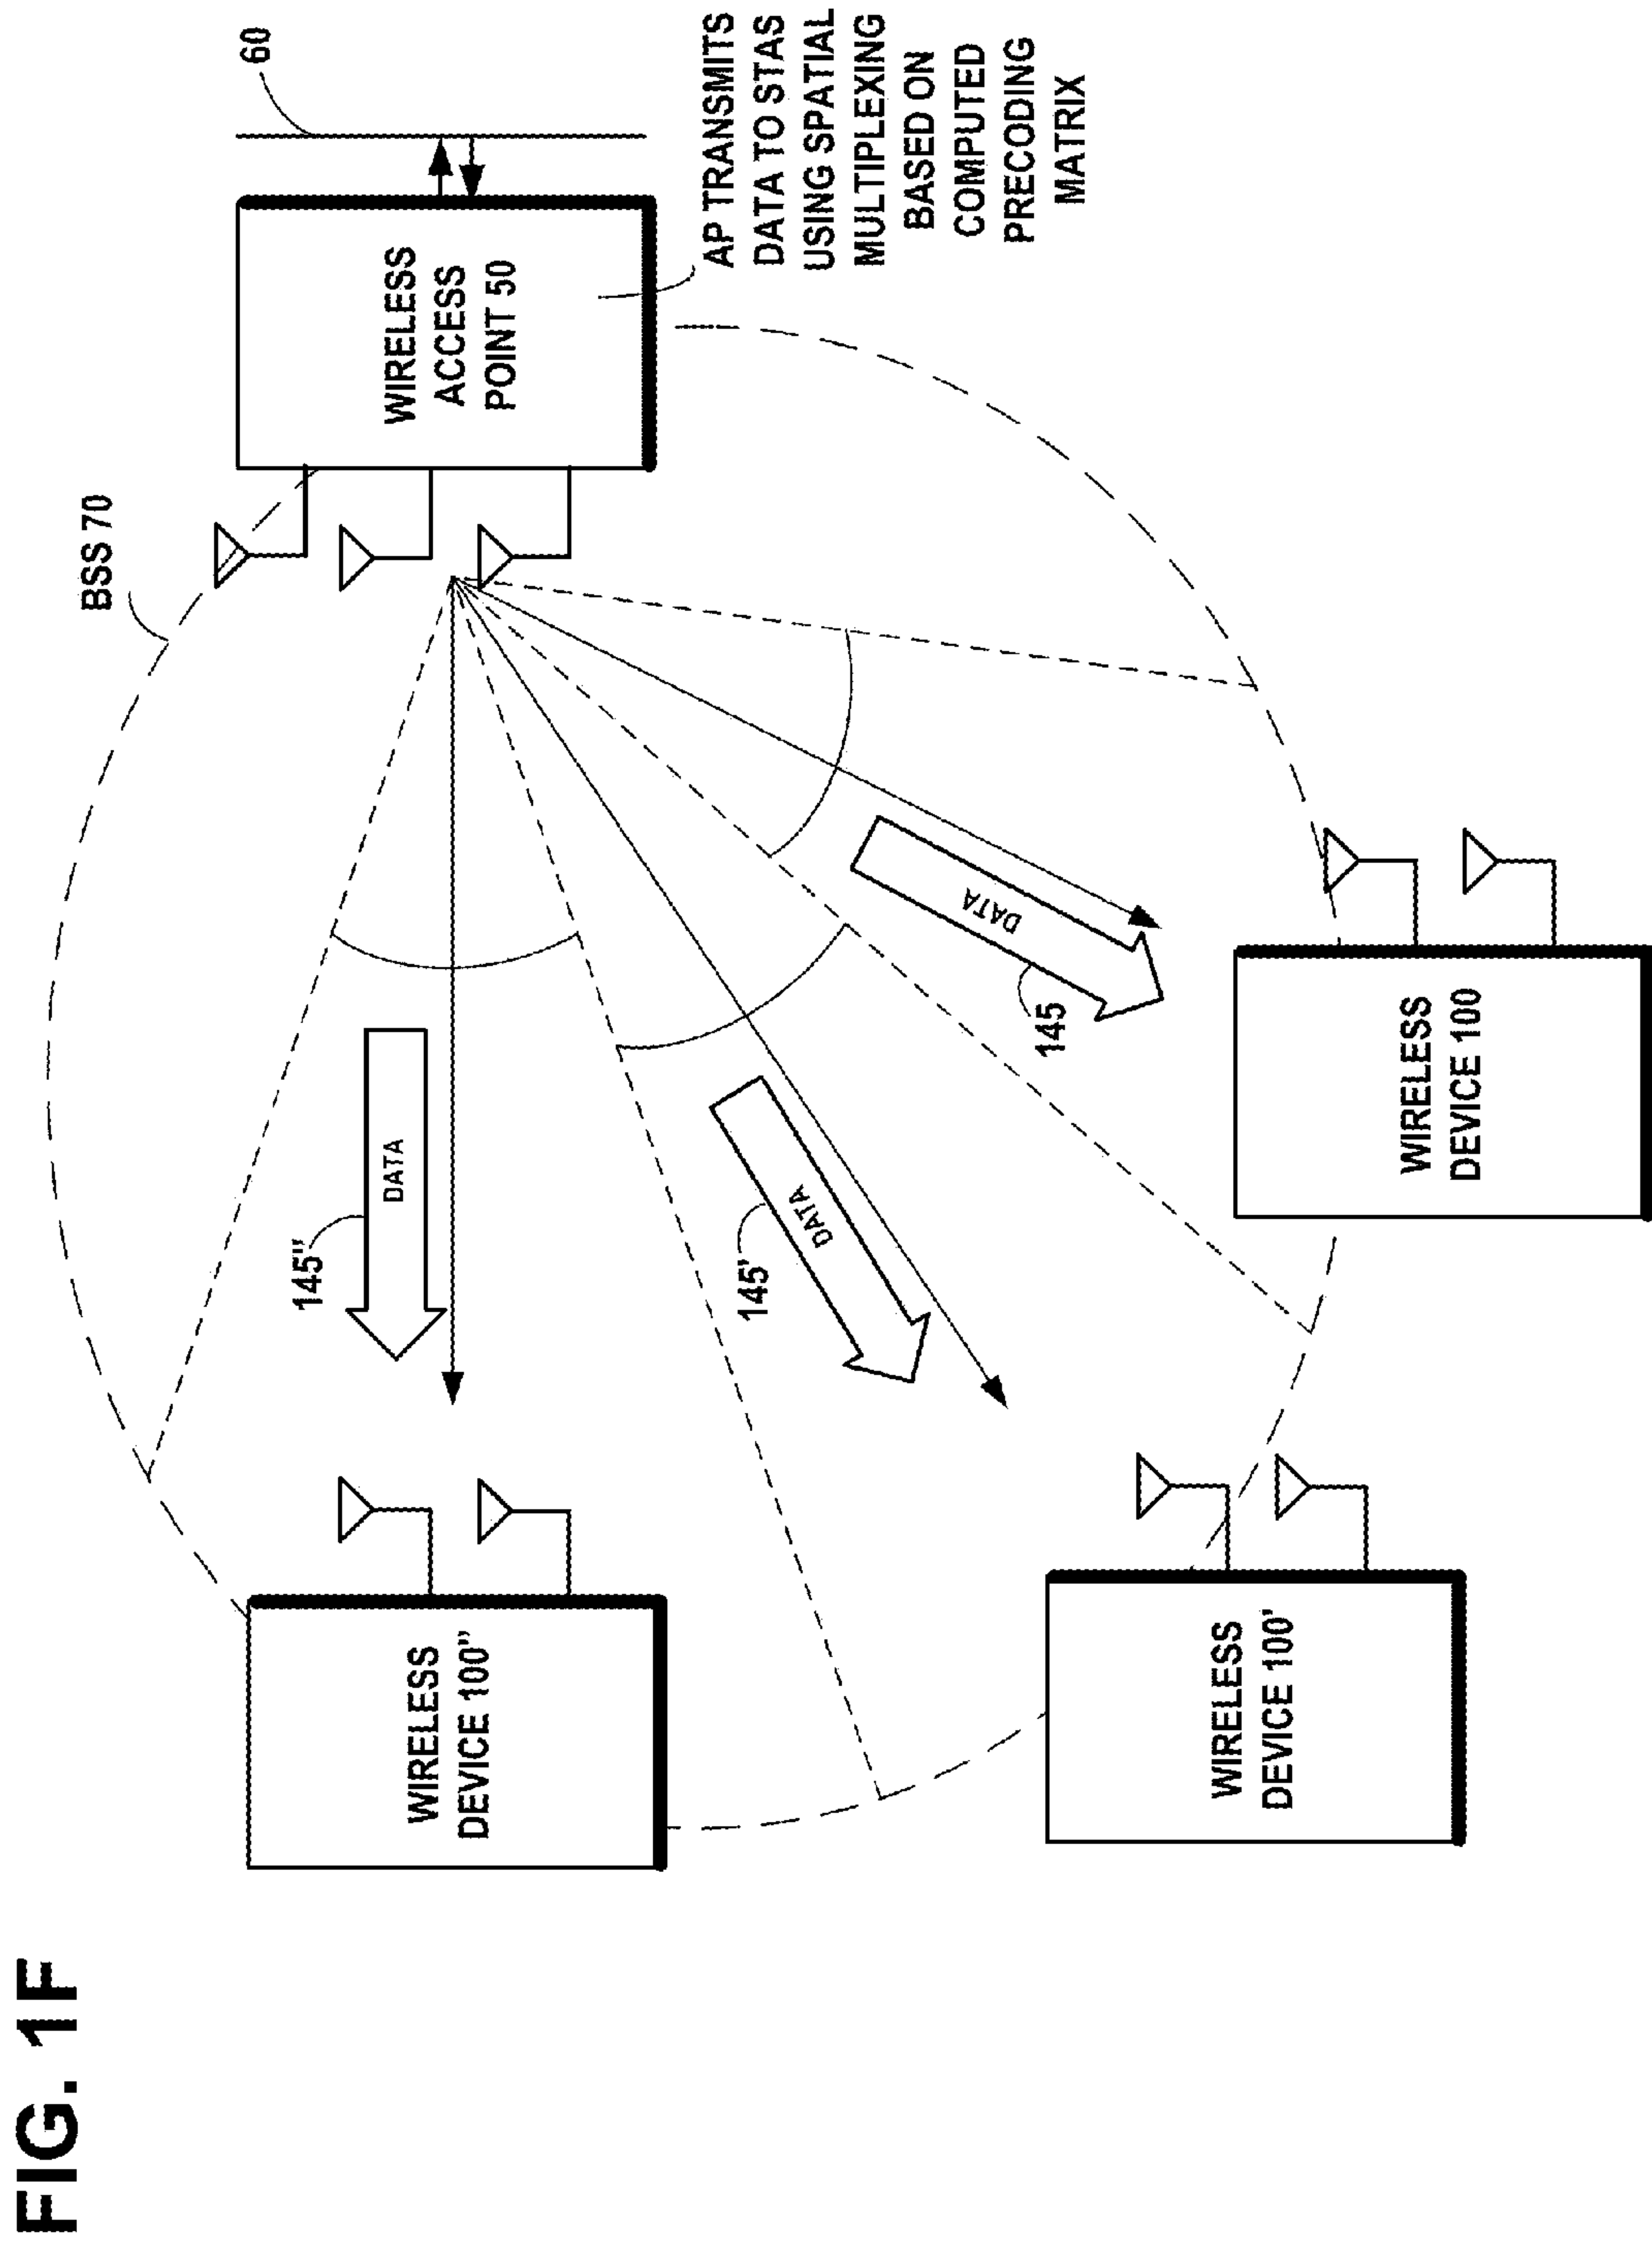 FIG. 1F
BSS 70
60
WIRELESS
ACCESS
POINT 50
AP TRANSMITS
DATA TO STAS
USING SPATIAL
MULTIPLEXING
BASED ON
COMPUTED
PRECODING
MATRIX
145"
DATA
145'
DATA
145
DATA
WIRELESS
DEVICE 100"
WIRELESS
DEVICE 100'
WIRELESS
DEVICE 100